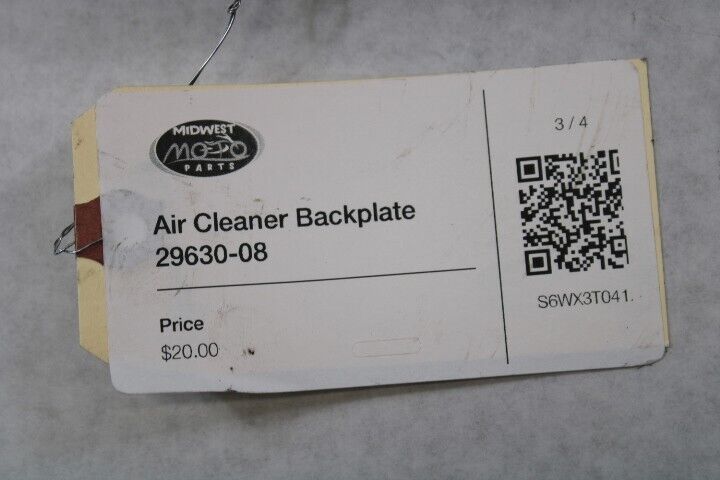 MIDWEST
MOTO
PARTS
Air Cleaner Backplate
29630-08
Price
$20.00
3 / 4
S6WX3T041.